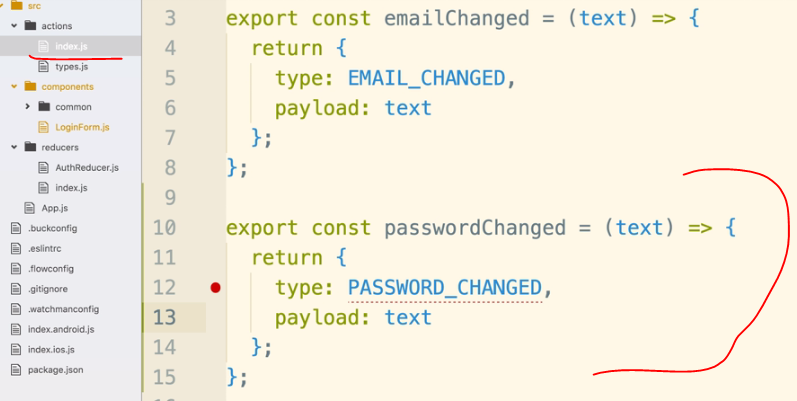 src
actions
index.js
types.js
components
common
LoginForm.js
reducers
AuthReducer.js
index.js
App.js
.buckconfig
.eslintrc
.flowconfig
.gitignore
.watchmanconfig
index.android.js
index.ios.js
package.json
3 export const emailChanged = (text) => {
4 return {
5 type: EMAIL_CHANGED,
6 payload: text
7 };
8 };
9
10 export const passwordChanged = (text) => {
11 return {
12 type: PASSWORD_CHANGED,
13 payload: text
14 };
15 };